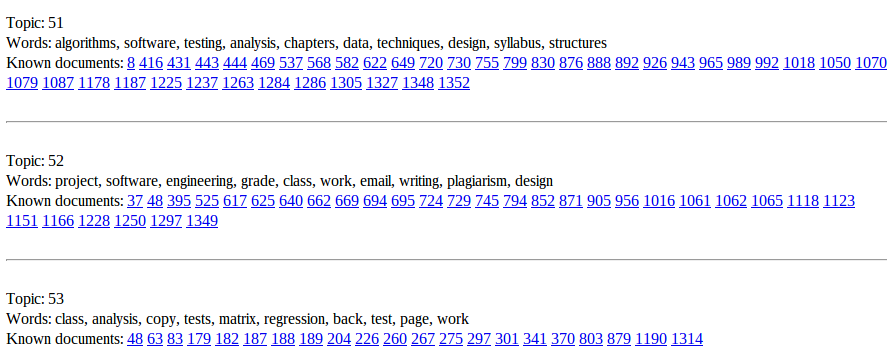 Topic: 51
Words: algorithms, software, testing, analysis, chapters, data, techniques, design, syllabus, structures
Known documents: 8 416 431 443 444 469 537 568 582 622 649 720 730 755 799 830 876 888 892 926 943 965 989 992 1018 1050 1070
1079 1087 1178 1187 1225 1237 1263 1284 1286 1305 1327 1348 1352
Topic: 52
Words: project, software, engineering, grade, class, work, email, writing, plagiarism, design
Known documents: 37 48 395 525 617 625 640 662 669 694 695 724 729 745 794 852 871 905 956 1016 1061 1062 1065 1118 1123
1151 1166 1228 1250 1297 1349
Topic: 53
Words: class, analysis, copy, tests, matrix, regression, back, test, page, work
Known documents: 48 63 83 179 182 187 188 189 204 226 260 267 275 297 301 341 370 803 879 1190 1314